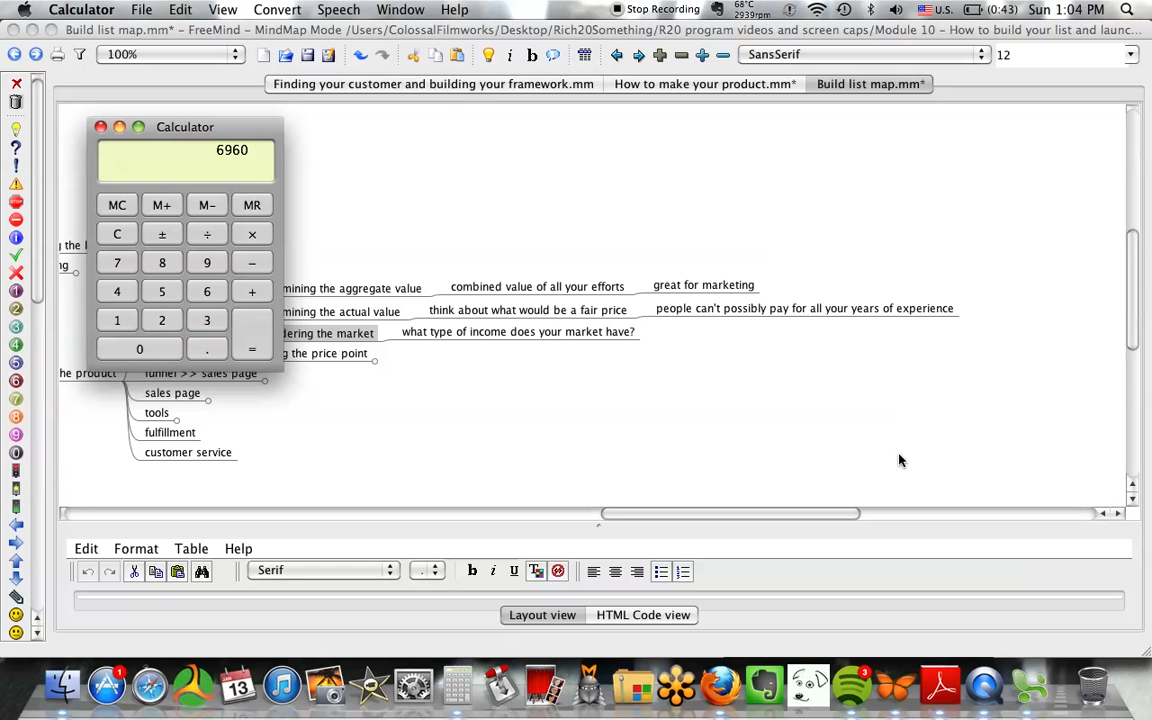 Calculator File Edit View Convert Speech Window Help Stop Recording 68°C 2939rpm U.S. (0:43) Sun 1:04 PM
Build list map.mm* - FreeMind - MindMap Mode /Users/ColossalFilmworks/Desktop/Rich20Something/R20 program videos and screen caps/Module 10 - How to build your list and launc...
100% SansSerif 12
Finding your customer and building your framework.mm How to make your product.mm* Build list map.mm*
Calculator
6960
MC M+ M- MR
C ± ÷ ×
7 8 9 −
4 5 6 +
1 2 3
0 . =
g the l
ng
mining the aggregate value combined value of all your efforts great for marketing
mining the actual value think about what would be a fair price people can't possibly pay for all your years of experience
dering the market what type of income does your market have?
g the price point
he product funnel >> sales page
sales page
tools
fulfillment
customer service
Edit Format Table Help
Serif .
Layout view HTML Code view